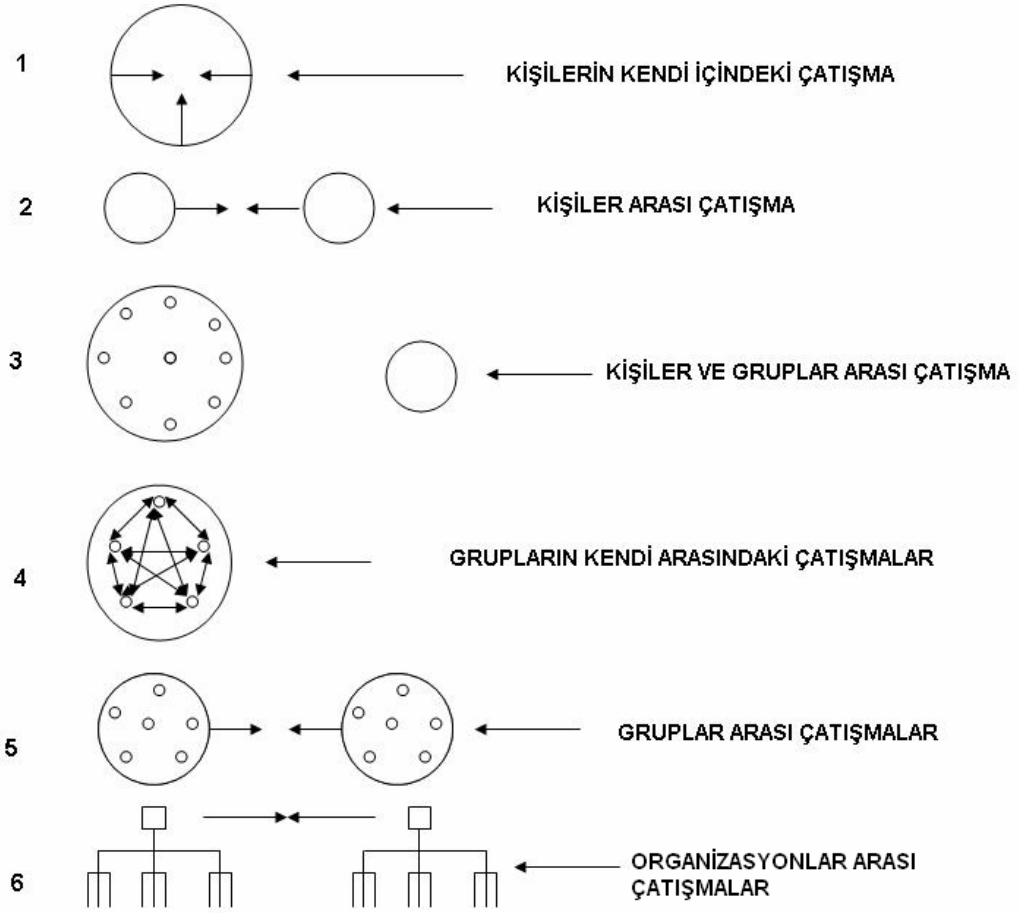 1
KİŞİLERİN KENDİ İÇİNDEKİ ÇATIŞMA
2
KİŞİLER ARASI ÇATIŞMA
3
KİŞİLER VE GRUPLAR ARASI ÇATIŞMA
4
GRUPLARIN KENDİ ARASINDAKİ ÇATIŞMALAR
5
GRUPLAR ARASI ÇATIŞMALAR
6
ORGANİZASYONLAR ARASI
ÇATIŞMALAR